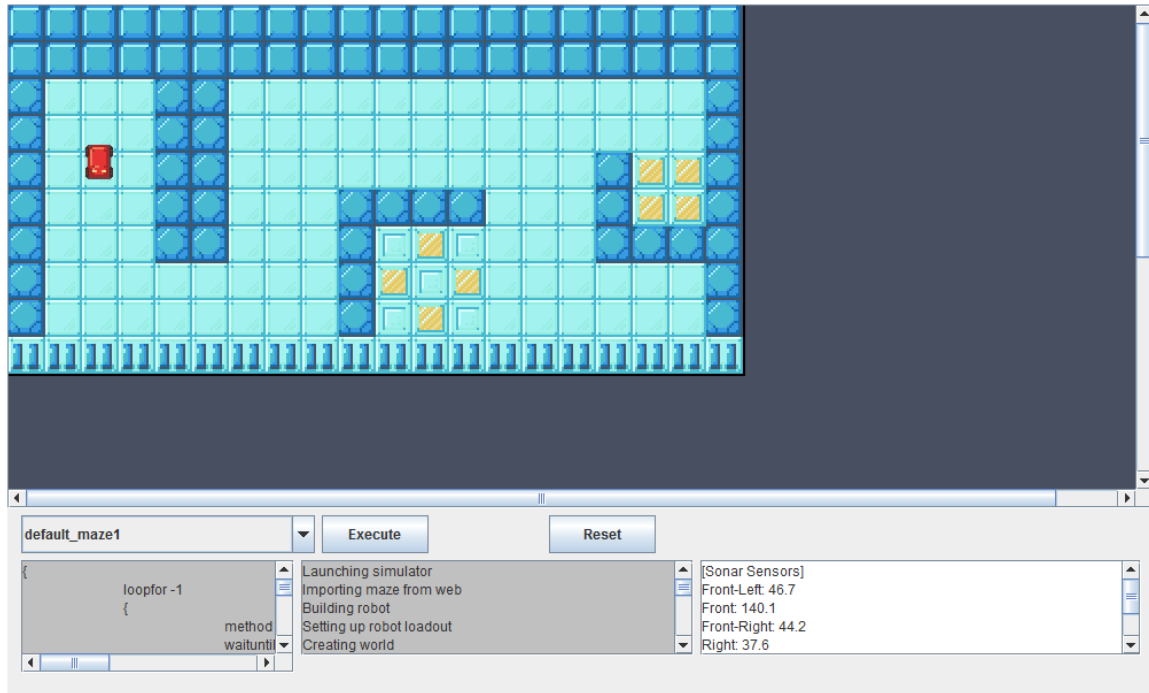 default_maze1
Execute
Reset
{
loopfor -1
{
method
waituntil
Launching simulator
Importing maze from web
Building robot
Setting up robot loadout
Creating world
[Sonar Sensors]
Front-Left: 46.7
Front: 140.1
Front-Right: 44.2
Right: 37.6